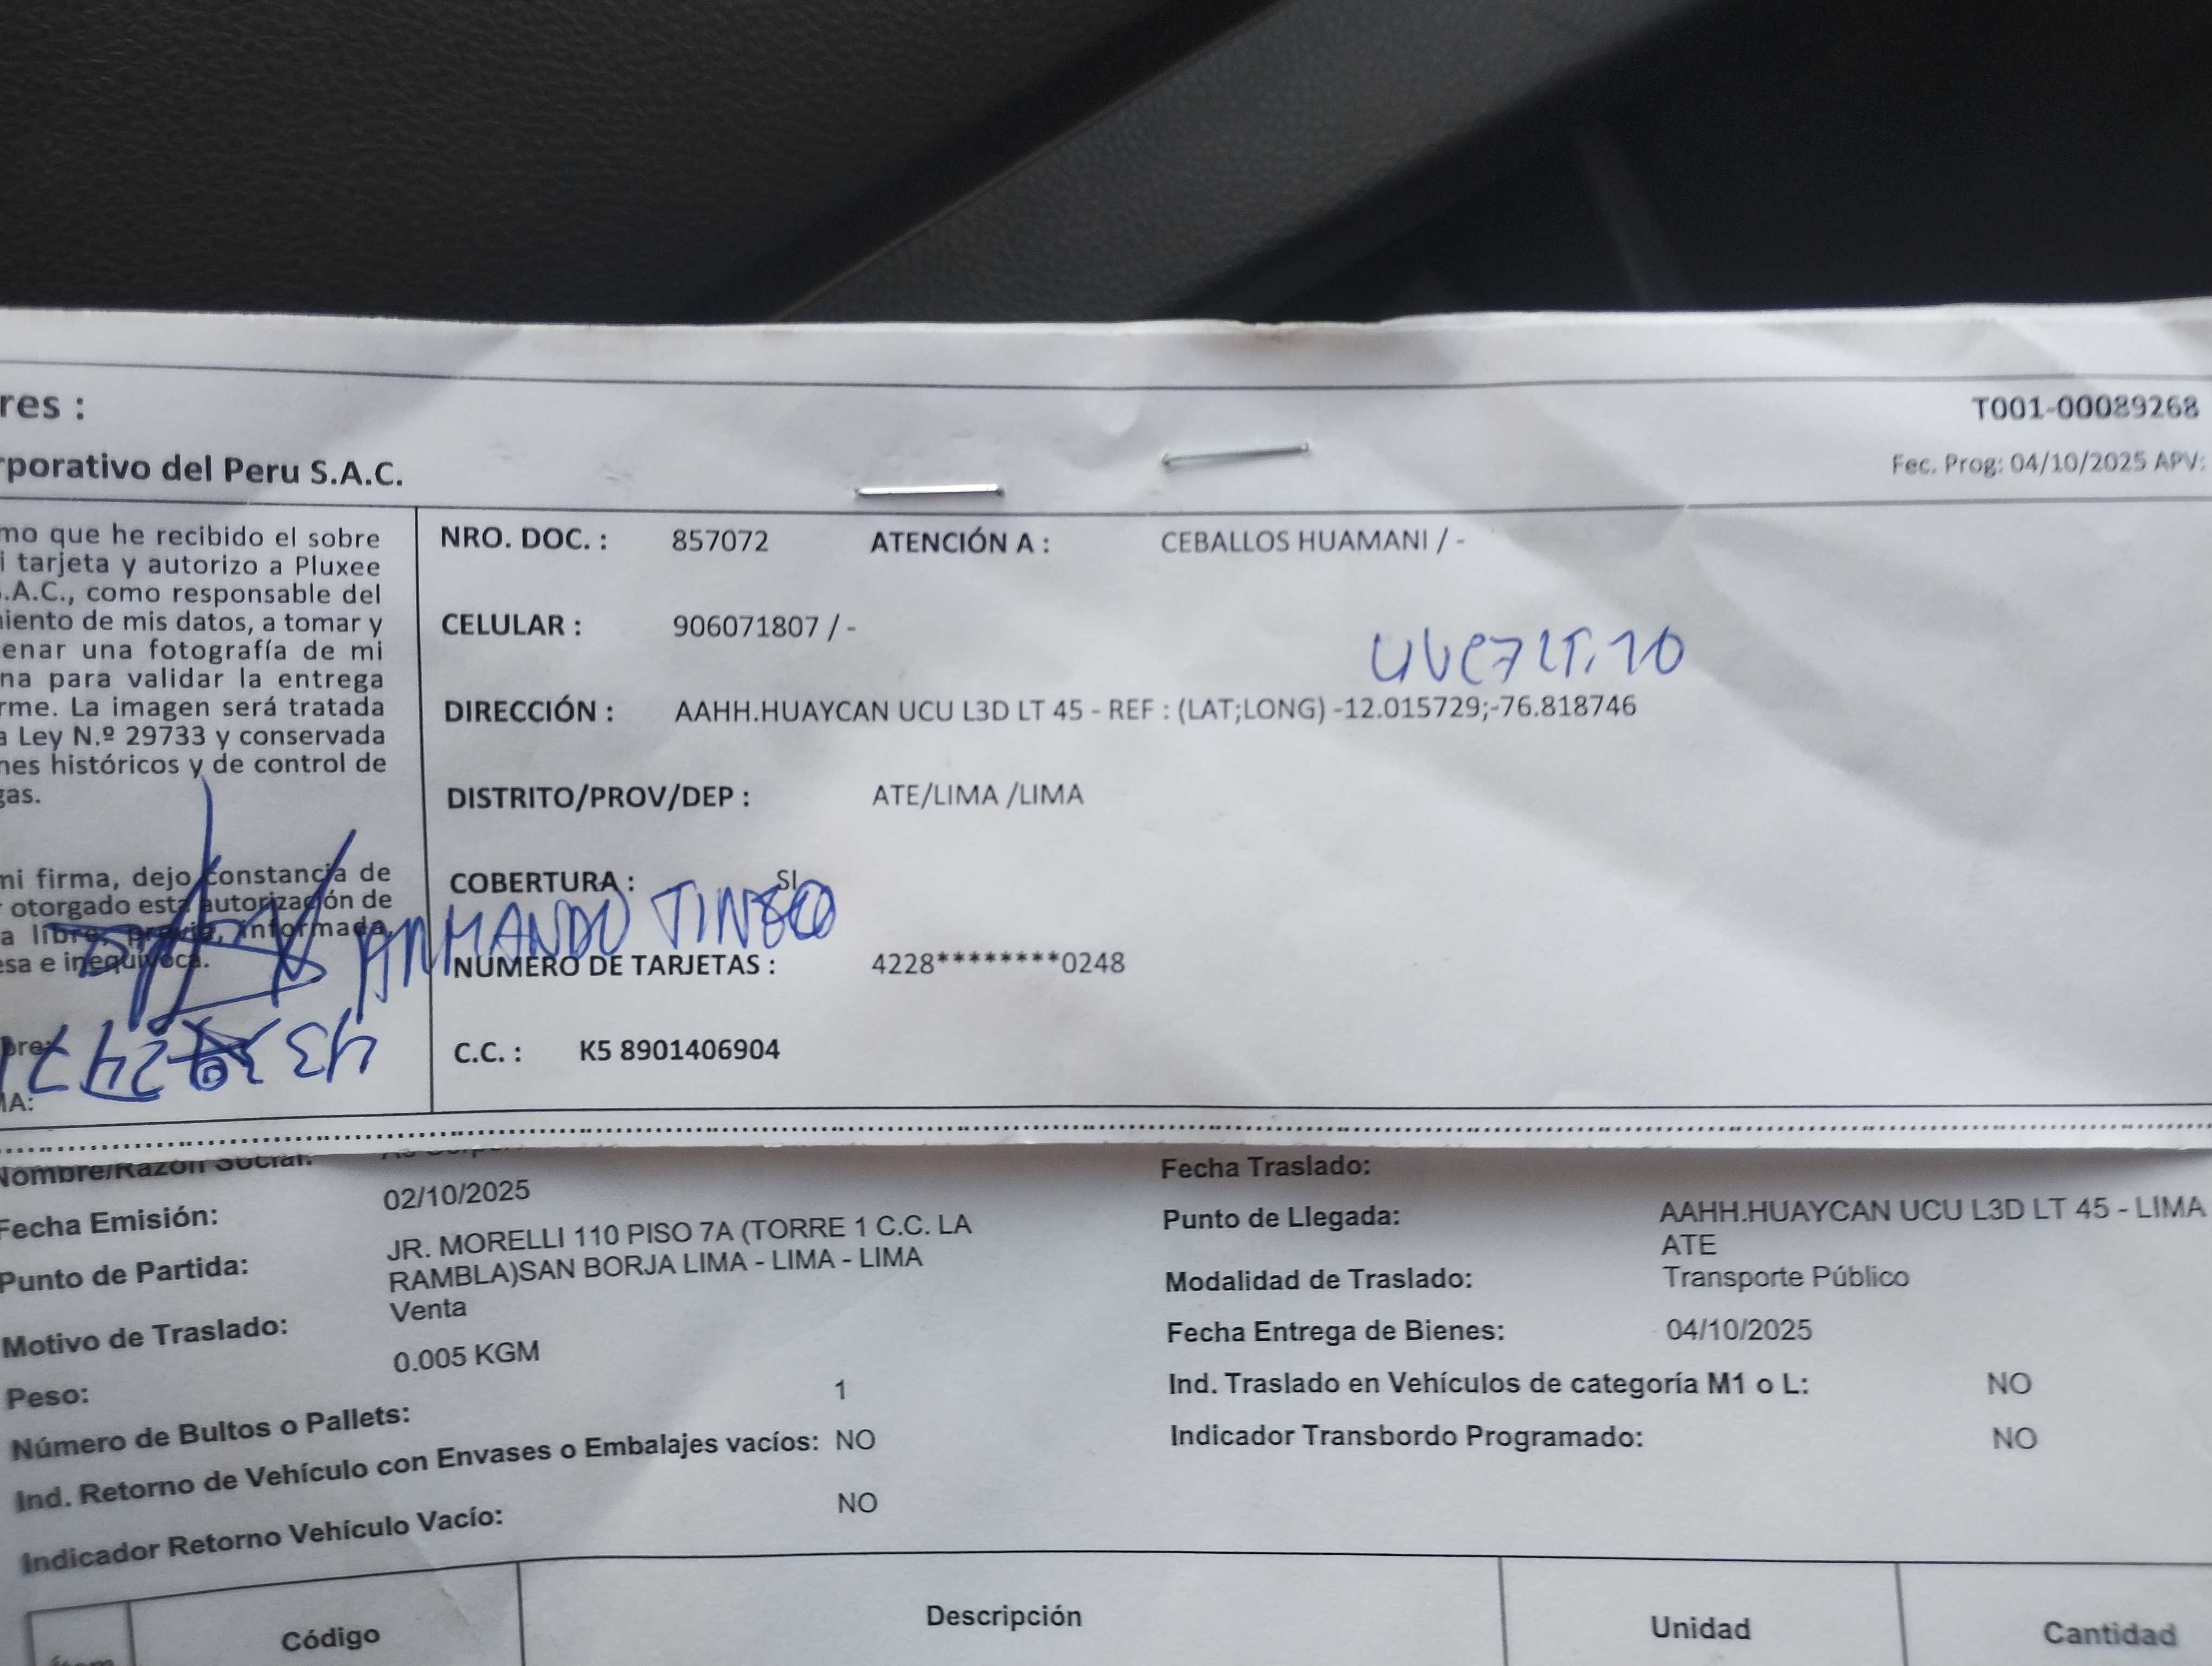 res :
T001-00089268
rporativo del Peru S.A.C.
Fec. Prog: 04/10/2025 APV:
mo que he recibido el sobre
i tarjeta y autorizo a Pluxee
.A.C., como responsable del
niento de mis datos, a tomar y
enar una fotografía de mi
na para validar la entrega
rme. La imagen será tratada
a Ley N.º 29733 y conservada
nes históricos y de control de
gas.
mi firma, dejo constancia de
r otorgado esta autorización de
a libre, previa, informada,
esa e inequívoca.
bre:
MA:
NRO. DOC. : 857072 ATENCIÓN A : CEBALLOS HUAMANI / -
CELULAR : 906071807 / -
LT. 10
DIRECCIÓN : AAHH.HUAYCAN UCU L3D LT 45 - REF : (LAT;LONG) -12.015729;-76.818746
DISTRITO/PROV/DEP : ATE/LIMA /LIMA
COBERTURA : SI
ARMANDO TINEO
NUMERO DE TARJETAS : 4228********0248
C.C. : K5 8901406904
Nombre/Razón Social:
Fecha Emisión: 02/10/2025
Punto de Partida: JR. MORELLI 110 PISO 7A (TORRE 1 C.C. LA
RAMBLA)SAN BORJA LIMA - LIMA - LIMA
Motivo de Traslado: Venta
Peso: 0.005 KGM
Número de Bultos o Pallets: 1
Ind. Retorno de Vehículo con Envases o Embalajes vacíos: NO
Indicador Retorno Vehículo Vacío: NO
Fecha Traslado:
Punto de Llegada: AAHH.HUAYCAN UCU L3D LT 45 - LIMA
ATE
Modalidad de Traslado: Transporte Público
Fecha Entrega de Bienes: 04/10/2025
Ind. Traslado en Vehículos de categoría M1 o L: NO
Indicador Transbordo Programado: NO
Código Descripción Unidad Cantidad